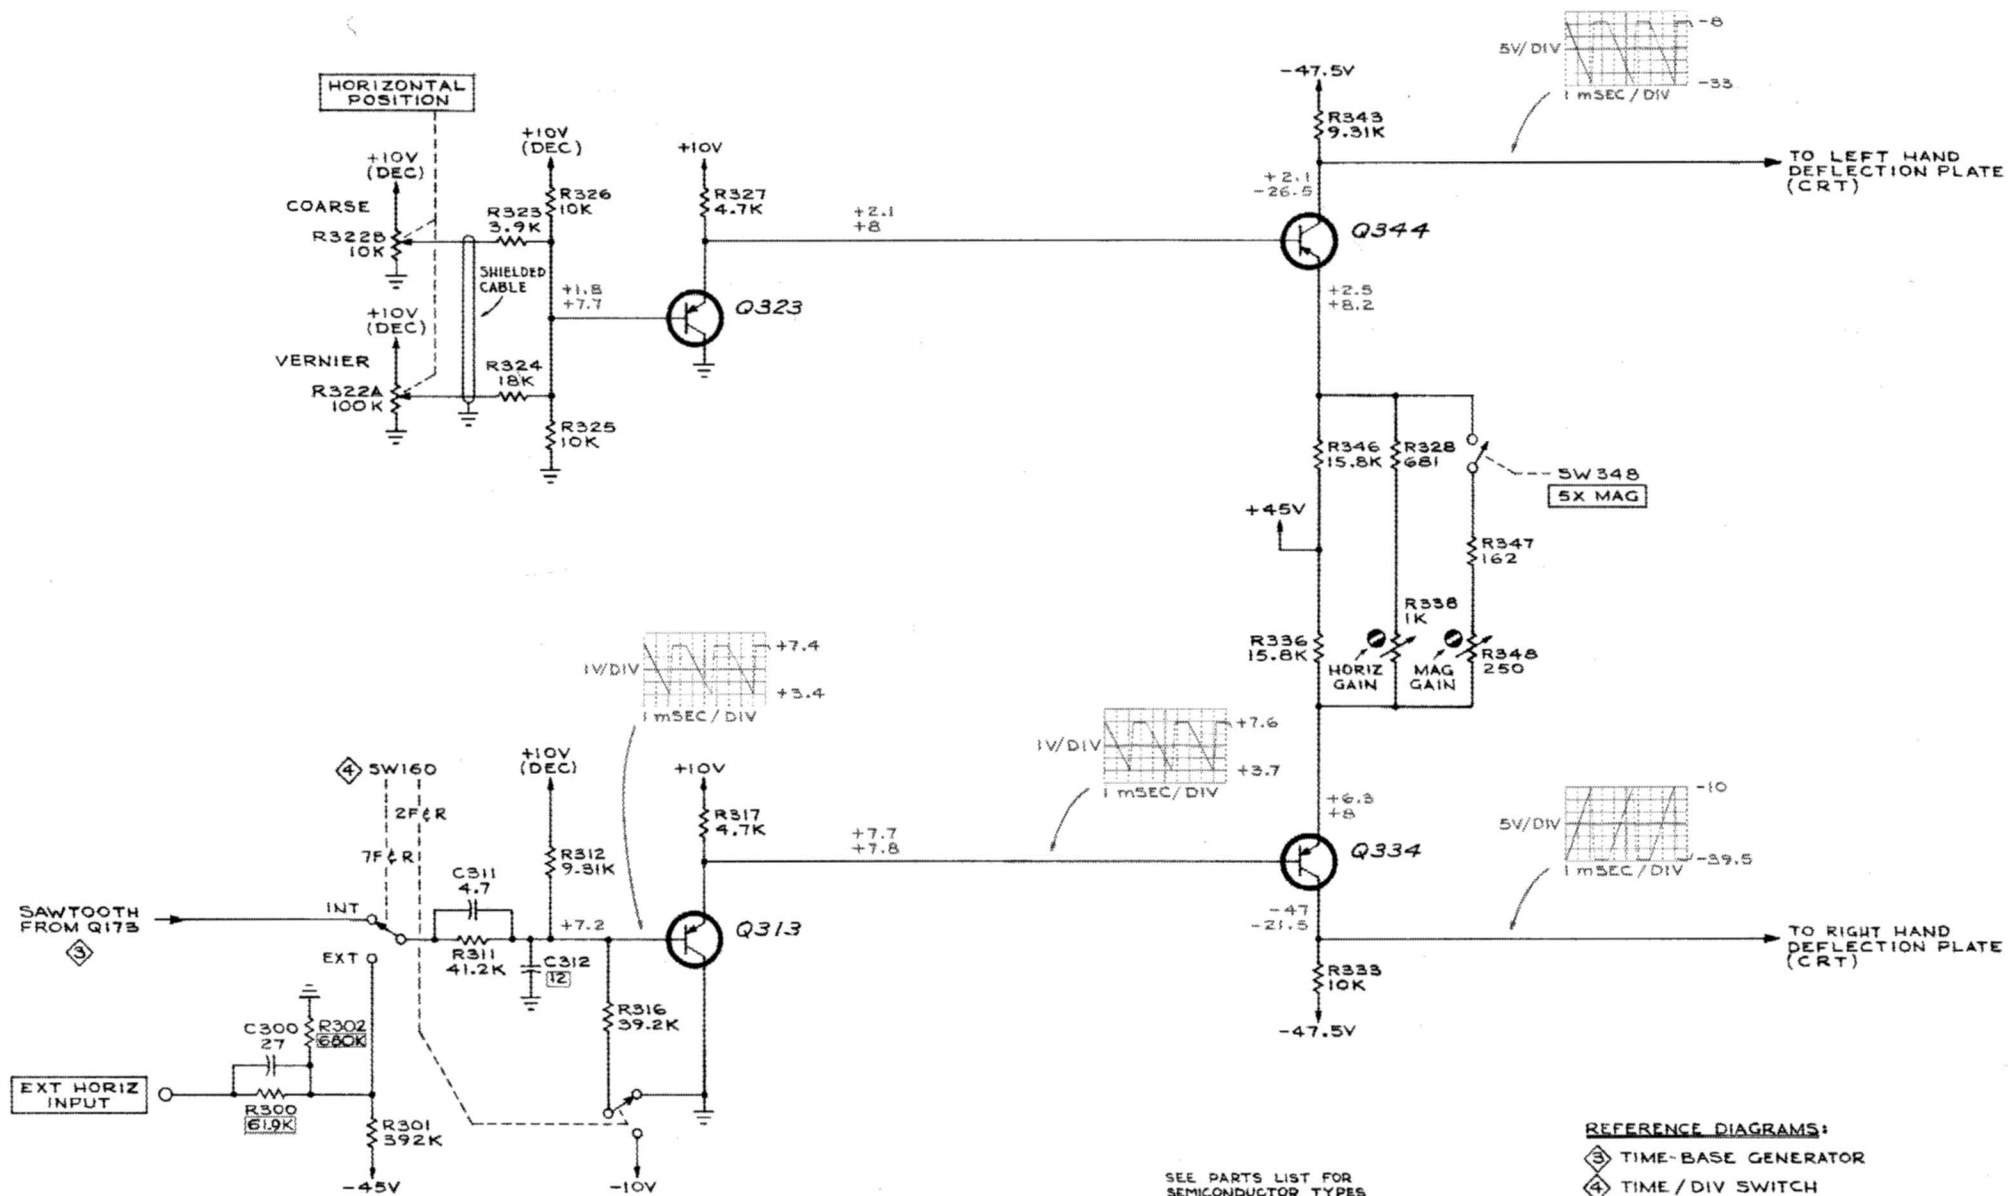 HORIZONTAL
POSITION
+10V
(DEC)
COARSE
R322B
10K
+10V
(DEC)
VERNIER
R322A
100K
R323
3.9K
SHIELDED
CABLE
R324
18K
+10V
(DEC)
R326
10K
+1.8
+7.7
R325
10K
+10V
R327
4.7K
Q323
+2.1
+8
-47.5V
R343
9.31K
+2.1
-26.5
Q344
+2.5
+8.2
5V/DIV
-8
-33
1 mSEC/DIV
TO LEFT HAND
DEFLECTION PLATE
(CRT)
R346
15.8K
R328
681
SW348
5X MAG
+45V
R347
162
R338
1K
R336
15.8K
HORIZ
GAIN
MAG
GAIN
R348
250
1V/DIV
+7.4
+3.4
1 mSEC/DIV
1V/DIV
+7.6
+3.7
1 mSEC/DIV
4 SW160
2F&R
7F&R
SAWTOOTH
FROM Q173
3
INT
EXT
C311
4.7
R311
41.2K
+10V
(DEC)
R312
9.31K
+7.2
C312
12
R316
39.2K
+10V
R317
4.7K
Q313
+7.7
+7.8
+6.3
+8
Q334
-47
-21.5
5V/DIV
-10
-39.5
1 mSEC/DIV
TO RIGHT HAND
DEFLECTION PLATE
(CRT)
R333
10K
-47.5V
C300
27
R302
680K
EXT HORIZ
INPUT
R300
61.9K
R301
392K
-45V
-10V
SEE PARTS LIST FOR
SEMICONDUCTOR TYPES
REFERENCE DIAGRAMS:
3 TIME-BASE GENERATOR
4 TIME/DIV SWITCH